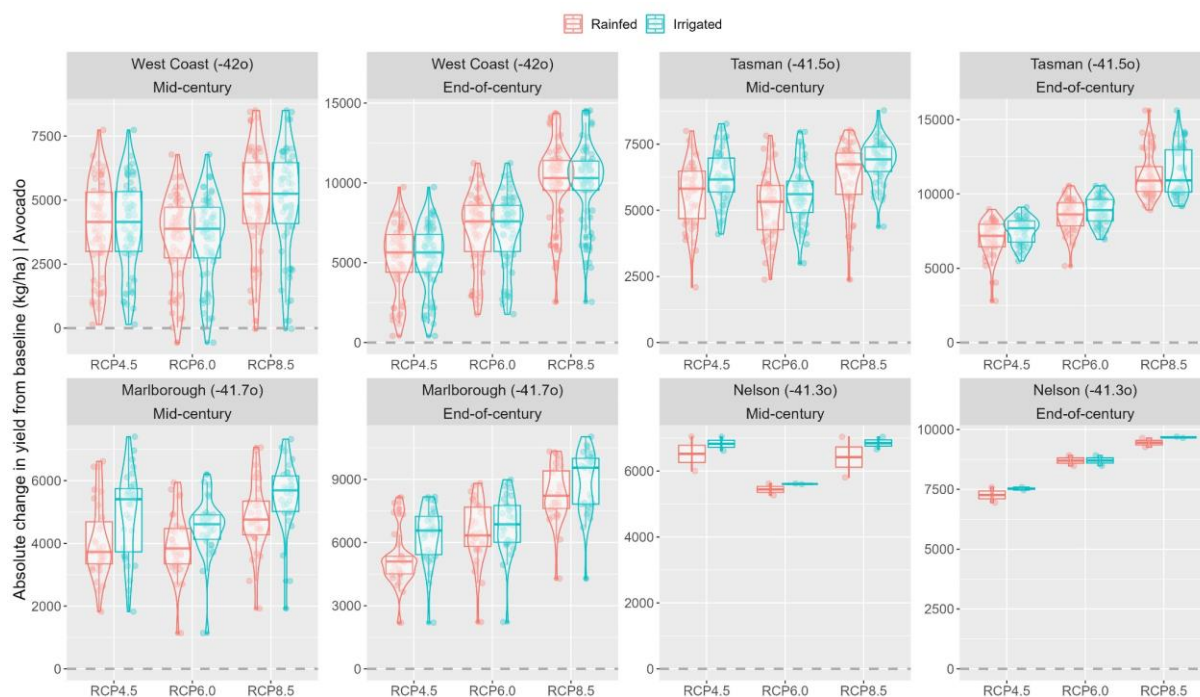 Rainfed Irrigated
Absolute change in yield from baseline (kg/ha) | Avocado
West Coast (-42o)
Mid-century
7500
5000
2500
0
RCP4.5 RCP6.0 RCP8.5
West Coast (-42o)
End-of-century
15000
10000
5000
0
RCP4.5 RCP6.0 RCP8.5
Tasman (-41.5o)
Mid-century
7500
5000
2500
0
RCP4.5 RCP6.0 RCP8.5
Tasman (-41.5o)
End-of-century
15000
10000
5000
0
RCP4.5 RCP6.0 RCP8.5
Marlborough (-41.7o)
Mid-century
6000
4000
2000
0
RCP4.5 RCP6.0 RCP8.5
Marlborough (-41.7o)
End-of-century
9000
6000
3000
0
RCP4.5 RCP6.0 RCP8.5
Nelson (-41.3o)
Mid-century
6000
4000
2000
0
RCP4.5 RCP6.0 RCP8.5
Nelson (-41.3o)
End-of-century
10000
7500
5000
2500
0
RCP4.5 RCP6.0 RCP8.5